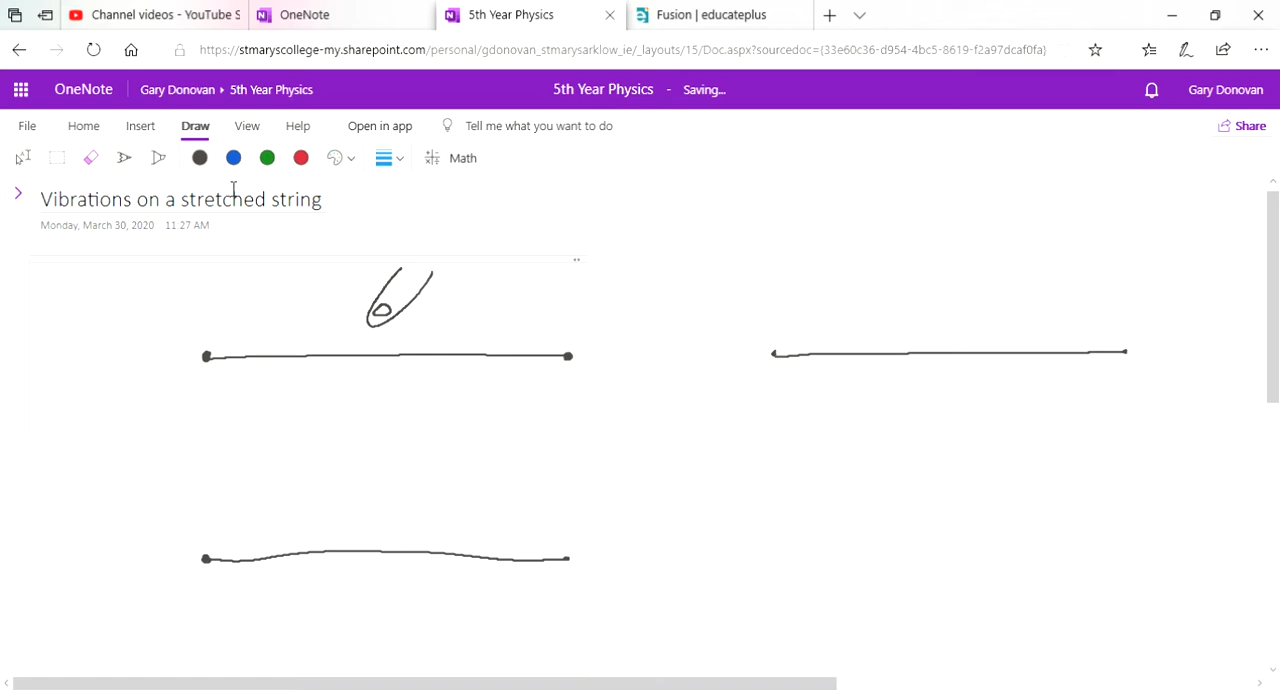 Channel videos - YouTube S
OneNote
5th Year Physics
Fusion | educateplus
https://stmaryscollege-my.sharepoint.com/personal/gdonovan_stmarysarklow_ie/_layouts/15/Doc.aspx?sourcedoc={33e60c36-d954-4bc5-8619-f2a97dcaf0fa}
OneNote Gary Donovan 5th Year Physics 5th Year Physics - Saving... Gary Donovan
File Home Insert Draw View Help Open in app Tell me what you want to do Share
Math
Vibrations on a stretched string
Monday, March 30, 2020 11:27 AM